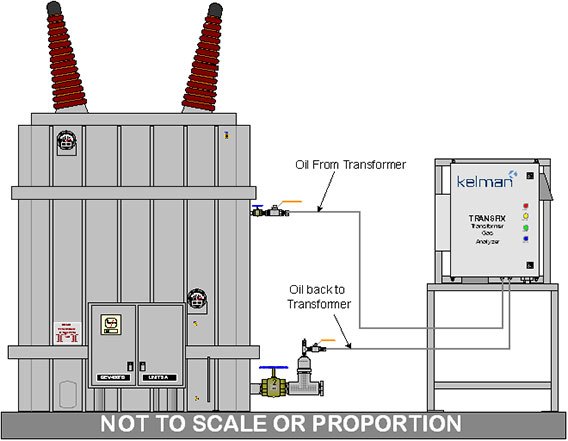 Oil From Transformer
kelman
TRANSFIX
Transformer
Gas
Analyzer
Oil back to
Transformer
NOT TO SCALE OR PROPORTION